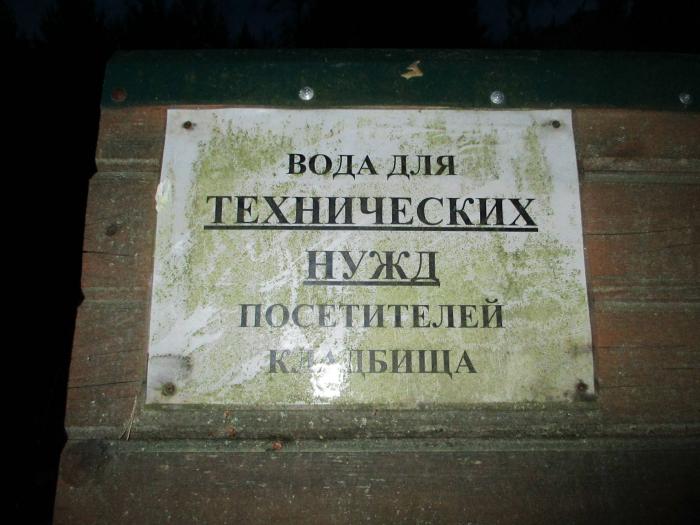 ВОДА ДЛЯ
ТЕХНИЧЕСКИХ
НУЖД
ПОСЕТИТЕЛЕЙ
КЛАДБИЩА